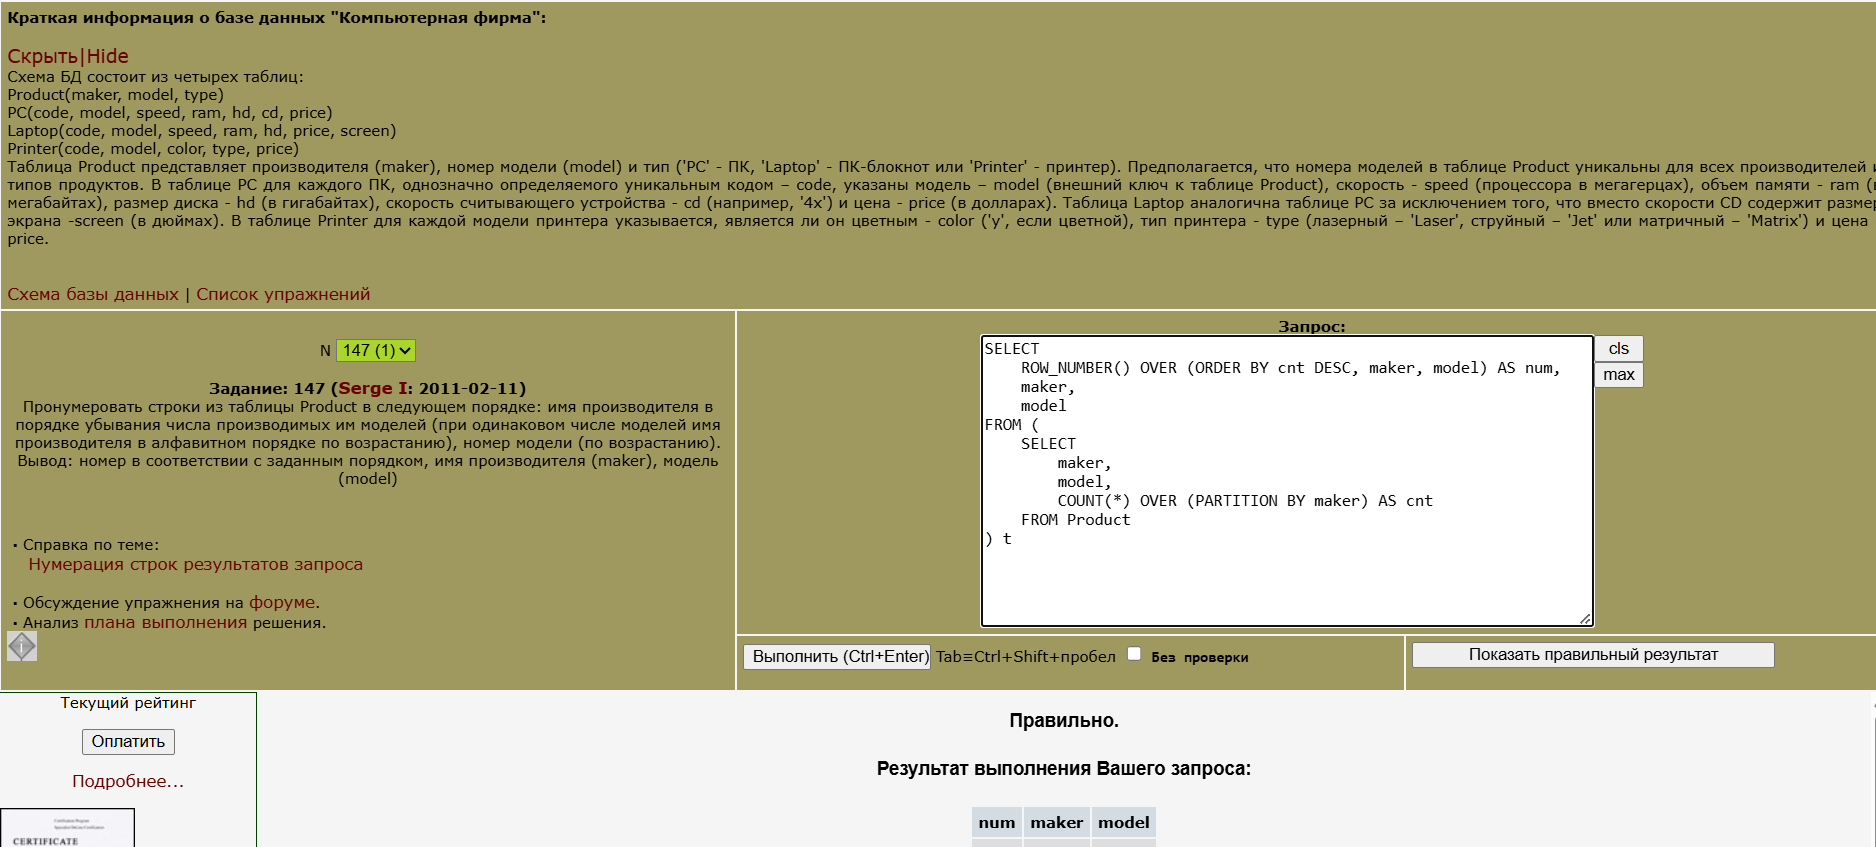 Краткая информация о базе данных "Компьютерная фирма":
Скрыть|Hide
Схема БД состоит из четырех таблиц:
Product(maker, model, type)
PC(code, model, speed, ram, hd, cd, price)
Laptop(code, model, speed, ram, hd, price, screen)
Printer(code, model, color, type, price)
Таблица Product представляет производителя (maker), номер модели (model) и тип ('PC' - ПК, 'Laptop' - ПК-блокнот или 'Printer' - принтер). Предполагается, что номера моделей в таблице Product уникальны для всех производителей и
типов продуктов. В таблице PC для каждого ПК, однозначно определяемого уникальным кодом – code, указаны модель – model (внешний ключ к таблице Product), скорость - speed (процессора в мегагерцах), объем памяти - ram (в
мегабайтах), размер диска - hd (в гигабайтах), скорость считывающего устройства - cd (например, '4x') и цена - price (в долларах). Таблица Laptop аналогична таблице РС за исключением того, что вместо скорости CD содержит размер
экрана -screen (в дюймах). В таблице Printer для каждой модели принтера указывается, является ли он цветным - color ('y', если цветной), тип принтера - type (лазерный – 'Laser', струйный – 'Jet' или матричный – 'Matrix') и цена
price.
Схема базы данных | Список упражнений
N 147 (1)
Задание: 147 (Serge I: 2011-02-11)
Пронумеровать строки из таблицы Product в следующем порядке: имя производителя в
порядке убывания числа производимых им моделей (при одинаковом числе моделей имя
производителя в алфавитном порядке по возрастанию), номер модели (по возрастанию).
Вывод: номер в соответствии с заданным порядком, имя производителя (maker), модель
(model)
· Справка по теме:
Нумерация строк результатов запроса
· Обсуждение упражнения на форуме.
· Анализ плана выполнения решения.
Запрос:
SELECT
ROW_NUMBER() OVER (ORDER BY cnt DESC, maker, model) AS num,
maker,
model
FROM (
SELECT
maker,
model,
COUNT(*) OVER (PARTITION BY maker) AS cnt
FROM Product
) t
cls
max
Выполнить (Ctrl+Enter) Tab≡Ctrl+Shift+пробел Без проверки
Показать правильный результат
Текущий рейтинг
Оплатить
Подробнее...
CERTIFICATE
Правильно.
Результат выполнения Вашего запроса:
num maker model